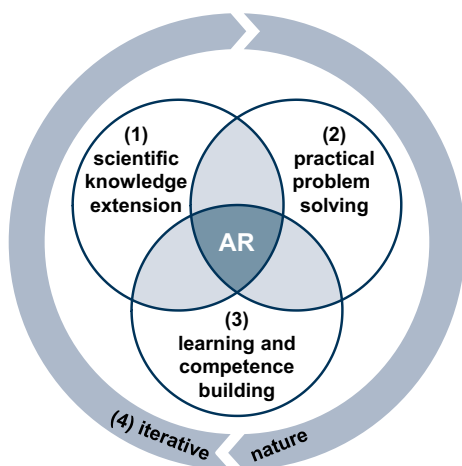 (1)
scientific
knowledge
extension
(2)
practical
problem
solving
AR
(3)
learning and
competence
building
(4) iterative nature